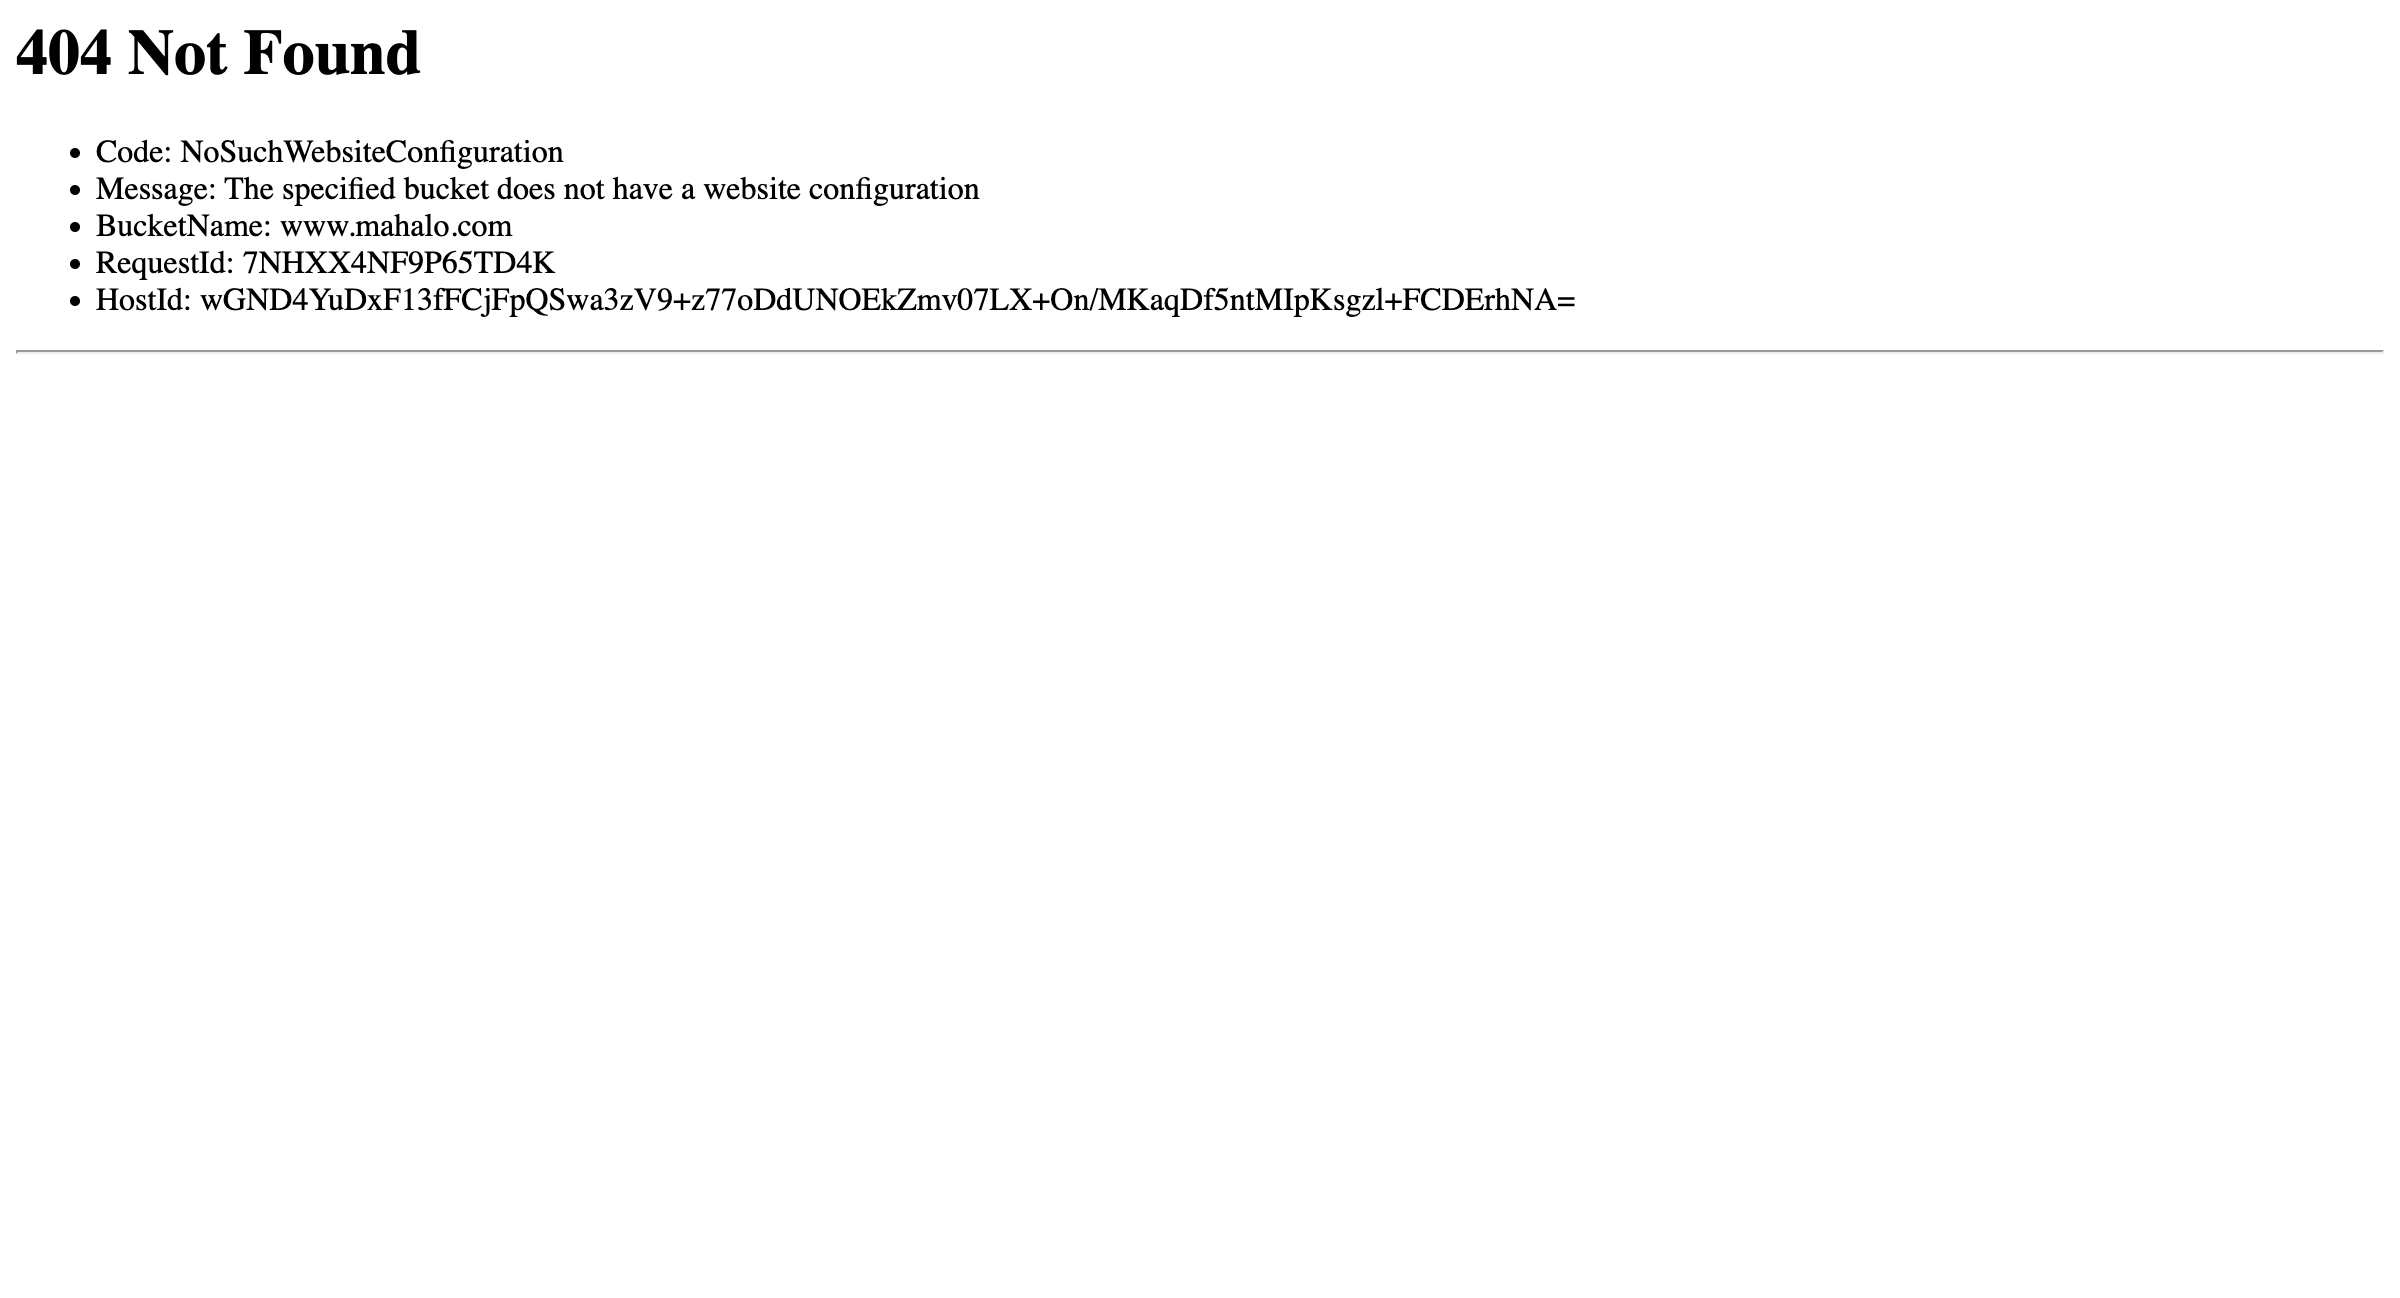 404 Not Found
Code: NoSuchWebsiteConfiguration
Message: The specified bucket does not have a website configuration
BucketName: www.mahalo.com
RequestId: 7NHXX4NF9P65TD4K
HostId: wGND4YuDxF13fFCjFpQSwa3zV9+z77oDdUNOEkZmv07LX+On/MKaqDf5ntMIpKsgzl+FCDErhNA=